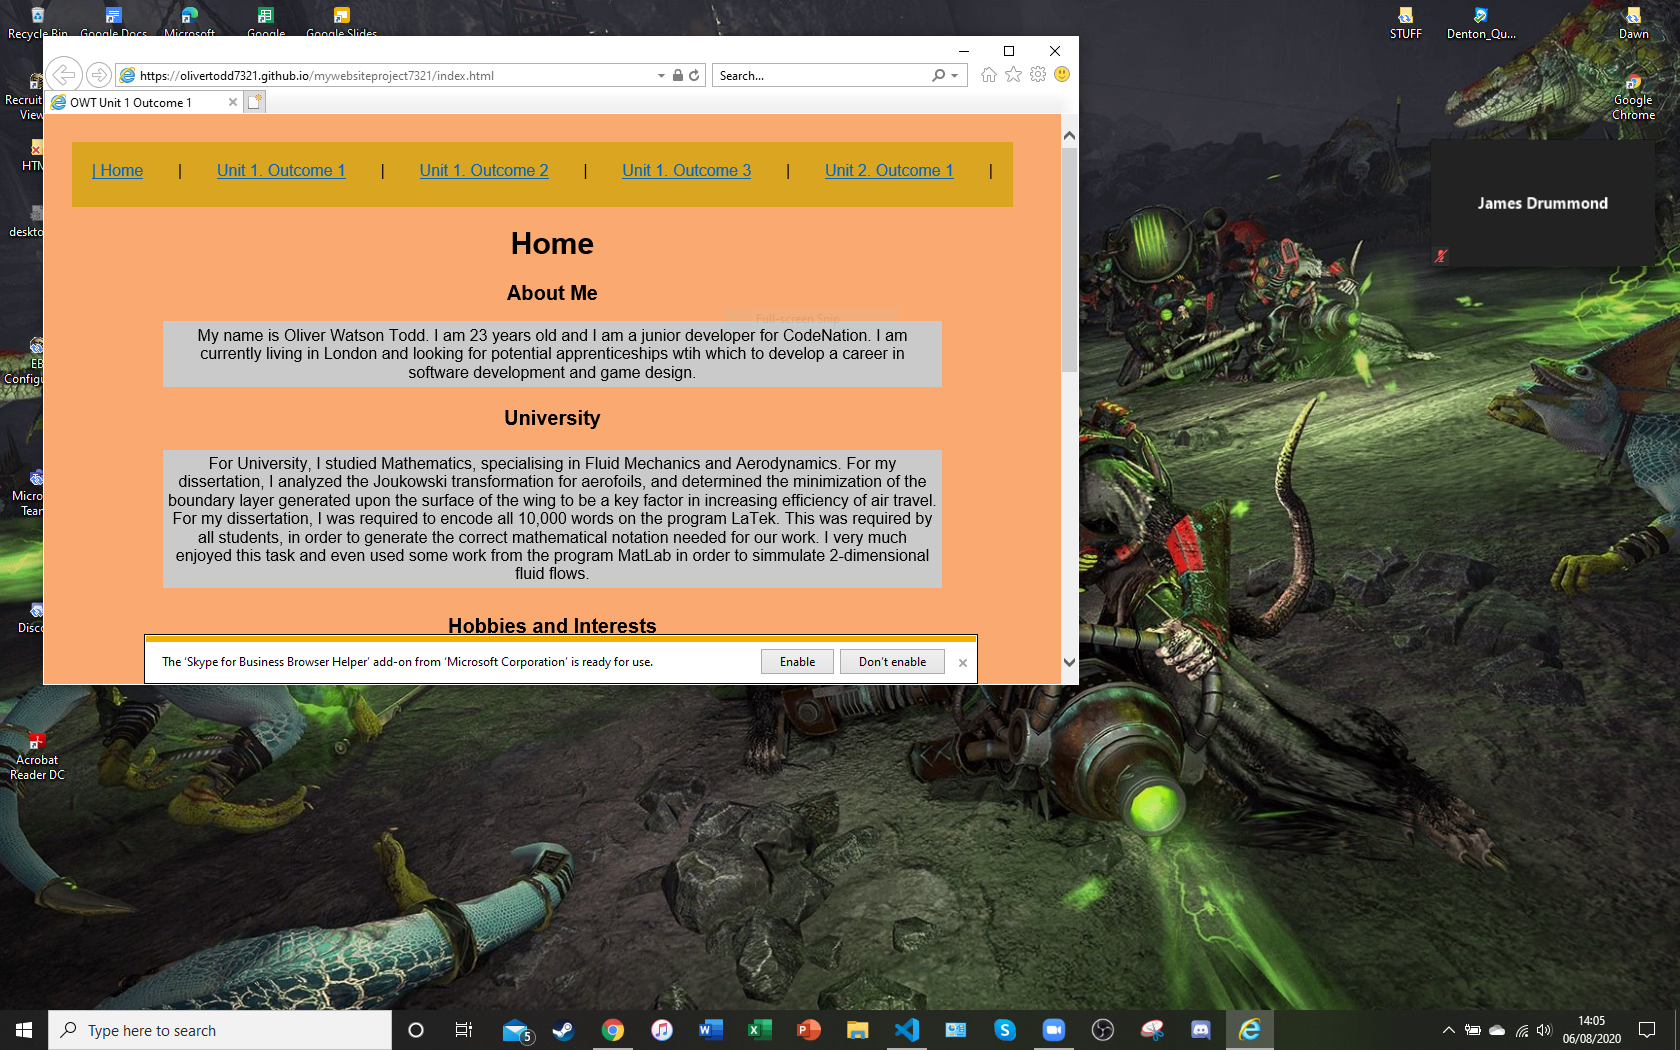 Recycle Bin
Google Docs
Microsoft
Google
Google Slides
STUFF
Denton_Qu...
Dawn
https://olivertodd7321.github.io/mywebsiteproject7321/index.html
Search...
OWT Unit 1 Outcome 1
Recruit
View
Google
Chrome
HTM
| Home | Unit 1. Outcome 1 | Unit 1. Outcome 2 | Unit 1. Outcome 3 | Unit 2. Outcome 1 |
James Drummond
deskto
Home
About Me
Full-screen Snip
My name is Oliver Watson Todd. I am 23 years old and I am a junior developer for CodeNation. I am
currently living in London and looking for potential apprenticeships wtih which to develop a career in
software development and game design.
EB
Config
University
For University, I studied Mathematics, specialising in Fluid Mechanics and Aerodynamics. For my
dissertation, I analyzed the Joukowski transformation for aerofoils, and determined the minimization of the
boundary layer generated upon the surface of the wing to be a key factor in increasing efficiency of air travel.
For my dissertation, I was required to encode all 10,000 words on the program LaTek. This was required by
all students, in order to generate the correct mathematical notation needed for our work. I very much
enjoyed this task and even used some work from the program MatLab in order to simmulate 2-dimensional
fluid flows.
Micro
Tear
Disc
Hobbies and Interests
The 'Skype for Business Browser Helper' add-on from 'Microsoft Corporation' is ready for use.
Enable
Don't enable
Acrobat
Reader DC
Type here to search
5
14:05
06/08/2020